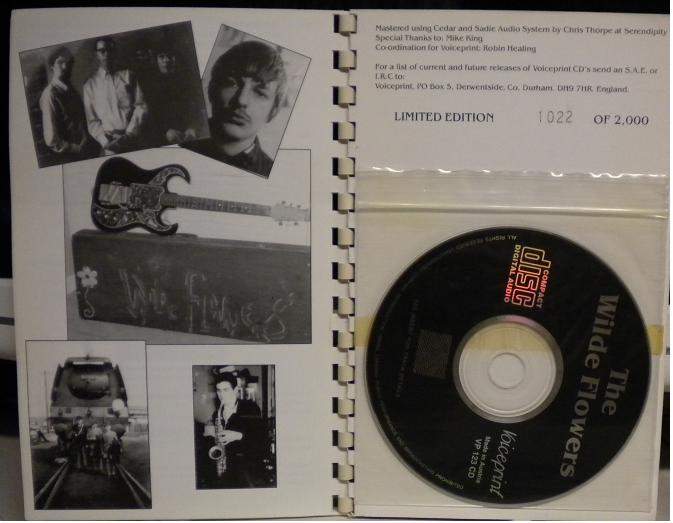 Wilde Flowers
Mastered using Cedar and Sadie Audio System by Chris Thorpe at Serendipity
Special Thanks to: Mike King
Co-ordination for Voiceprint: Robin Healing
For a list of current and future releases of Voiceprint CD's send an S.A.E. or
I.R.C to:
Voiceprint, PO Box 5, Derwentside, Co. Durham. DH9 7HR. England.
LIMITED EDITION 1022 OF 2,000
COMPACT
disc
DIGITAL AUDIO
ALL RIGHTS RESERVED
The
Wilde Flowers
Voiceprint
Made in Austria
VP 123 CD